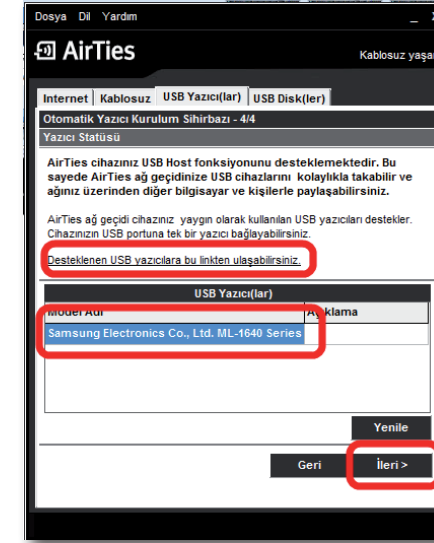 Dosya Dil Yardım
AirTies
Kablosuz yaşa
Internet Kablosuz USB Yazıcı(lar) USB Disk(ler)
Otomatik Yazıcı Kurulum Sihirbazı - 4/4
Yazıcı Statüsü
AirTies cihazınız USB Host fonksiyonunu desteklemektedir. Bu
sayede AirTies ağ geçidinize USB cihazlarını kolaylıkla takabilir ve
ağınız üzerinden diğer bilgisayar ve kişilerle paylaşabilirsiniz.
AirTies ağ geçidi cihazınız yaygın olarak kullanılan USB yazıcıları destekler.
Cihazınızın USB portuna tek bir yazıcı bağlayabilirsiniz.
Desteklenen USB yazıcılara bu linkten ulaşabilirsiniz.
USB Yazıcı(lar)
Model Adı Açıklama
Samsung Electronics Co., Ltd. ML-1640 Series
Yenile
Geri İleri >